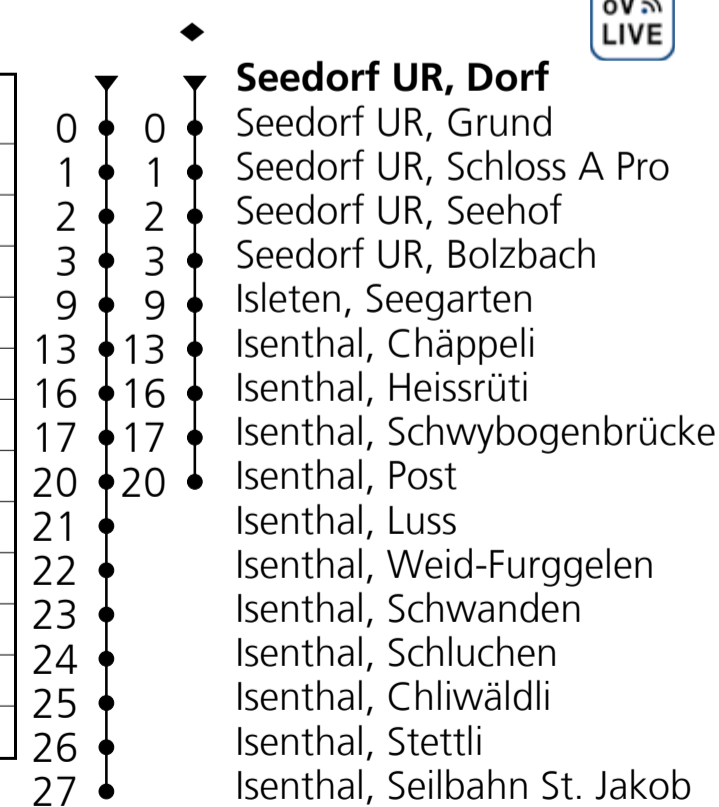 öV
LIVE
Seedorf UR, Dorf
0 0 Seedorf UR, Grund
1 1 Seedorf UR, Schloss A Pro
2 2 Seedorf UR, Seehof
3 3 Seedorf UR, Bolzbach
9 9 Isleten, Seegarten
13 13 Isenthal, Chäppeli
16 16 Isenthal, Heissrüti
17 17 Isenthal, Schwybogenbrücke
20 20 Isenthal, Post
21 Isenthal, Luss
22 Isenthal, Weid-Furggelen
23 Isenthal, Schwanden
24 Isenthal, Schluchen
25 Isenthal, Chliwäldli
26 Isenthal, Stettli
27 Isenthal, Seilbahn St. Jakob